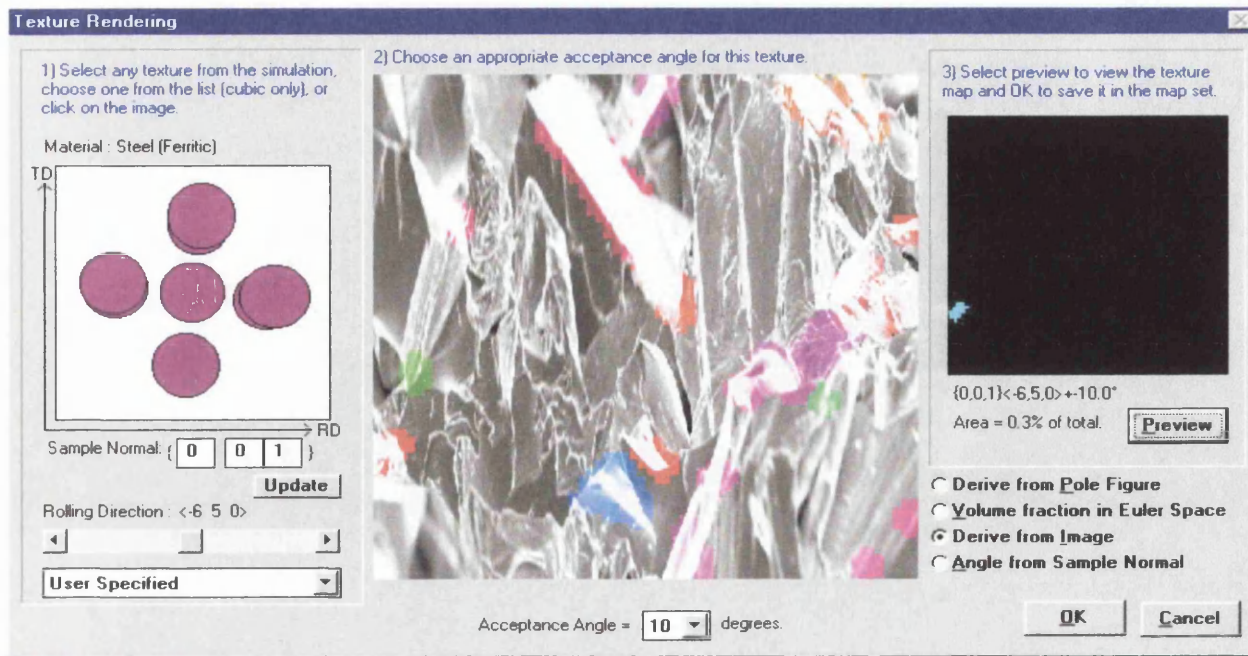 Texture Rendering
1) Select any texture from the simulation,
choose one from the list (cubic only), or
click on the image.
Material : Steel (Ferritic)
TD
RD
Sample Normal: { 0 0 1 }
Update
Rolling Direction : <-6 5 0>
User Specified
2) Choose an appropriate acceptance angle for this texture.
Acceptance Angle = 10 degrees.
3) Select preview to view the texture
map and OK to save it in the map set.
{0,0,1}<-6,5,0>+-10.0°
Area = 0.3% of total.
Preview
Derive from Pole Figure
Volume fraction in Euler Space
Derive from Image
Angle from Sample Normal
OK
Cancel